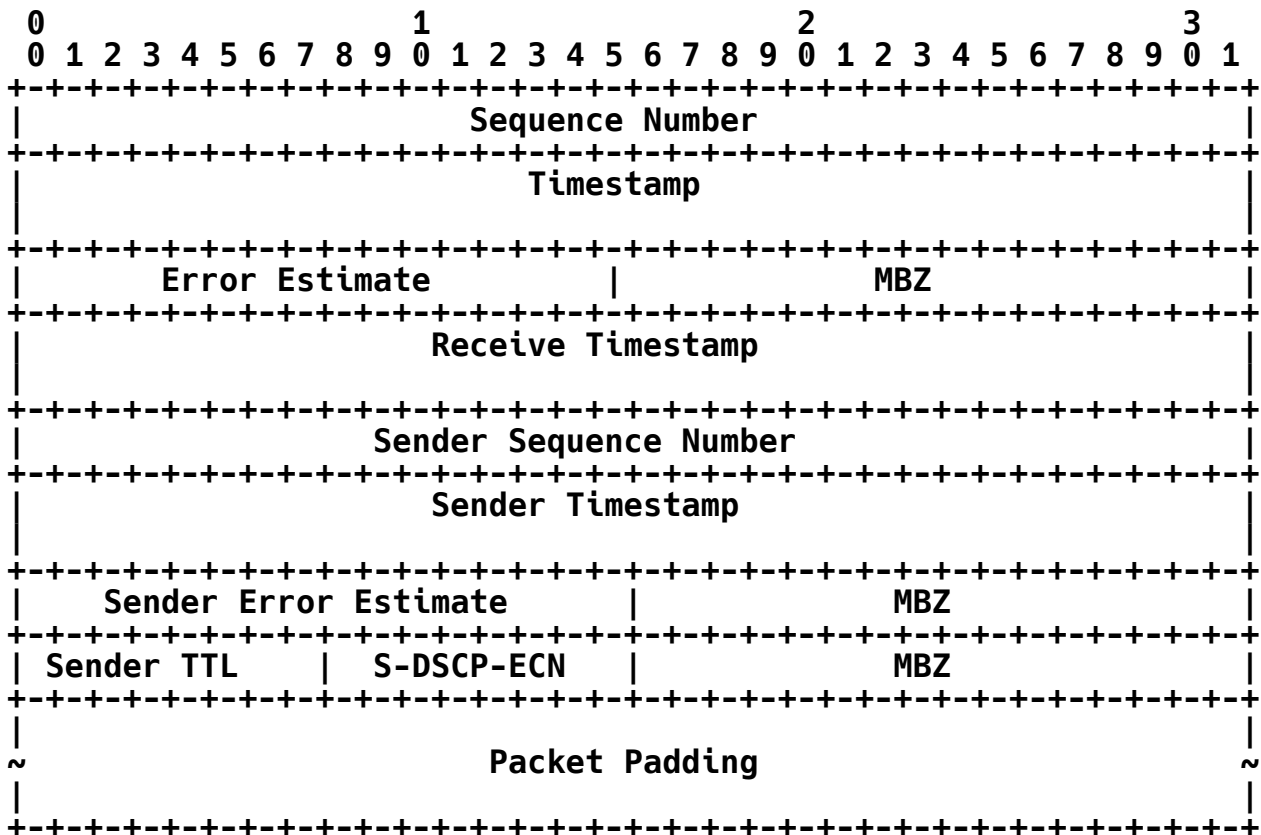 0                   1                   2                   3
 0 1 2 3 4 5 6 7 8 9 0 1 2 3 4 5 6 7 8 9 0 1 2 3 4 5 6 7 8 9 0 1
+-+-+-+-+-+-+-+-+-+-+-+-+-+-+-+-+-+-+-+-+-+-+-+-+-+-+-+-+-+-+-+-+
|                       Sequence Number                         |
+-+-+-+-+-+-+-+-+-+-+-+-+-+-+-+-+-+-+-+-+-+-+-+-+-+-+-+-+-+-+-+-+
|                          Timestamp                            |
|                                                               |
+-+-+-+-+-+-+-+-+-+-+-+-+-+-+-+-+-+-+-+-+-+-+-+-+-+-+-+-+-+-+-+-+
|       Error Estimate         |             MBZ                |
+-+-+-+-+-+-+-+-+-+-+-+-+-+-+-+-+-+-+-+-+-+-+-+-+-+-+-+-+-+-+-+-+
|                     Receive Timestamp                         |
|                                                               |
+-+-+-+-+-+-+-+-+-+-+-+-+-+-+-+-+-+-+-+-+-+-+-+-+-+-+-+-+-+-+-+-+
|                  Sender Sequence Number                       |
+-+-+-+-+-+-+-+-+-+-+-+-+-+-+-+-+-+-+-+-+-+-+-+-+-+-+-+-+-+-+-+-+
|                     Sender Timestamp                          |
|                                                               |
+-+-+-+-+-+-+-+-+-+-+-+-+-+-+-+-+-+-+-+-+-+-+-+-+-+-+-+-+-+-+-+-+
|    Sender Error Estimate      |             MBZ               |
+-+-+-+-+-+-+-+-+-+-+-+-+-+-+-+-+-+-+-+-+-+-+-+-+-+-+-+-+-+-+-+-+
| Sender TTL    |  S-DSCP-ECN   |             MBZ               |
+-+-+-+-+-+-+-+-+-+-+-+-+-+-+-+-+-+-+-+-+-+-+-+-+-+-+-+-+-+-+-+-+
|                                                               |
~                        Packet Padding                         ~
|                                                               |
+-+-+-+-+-+-+-+-+-+-+-+-+-+-+-+-+-+-+-+-+-+-+-+-+-+-+-+-+-+-+-+-+